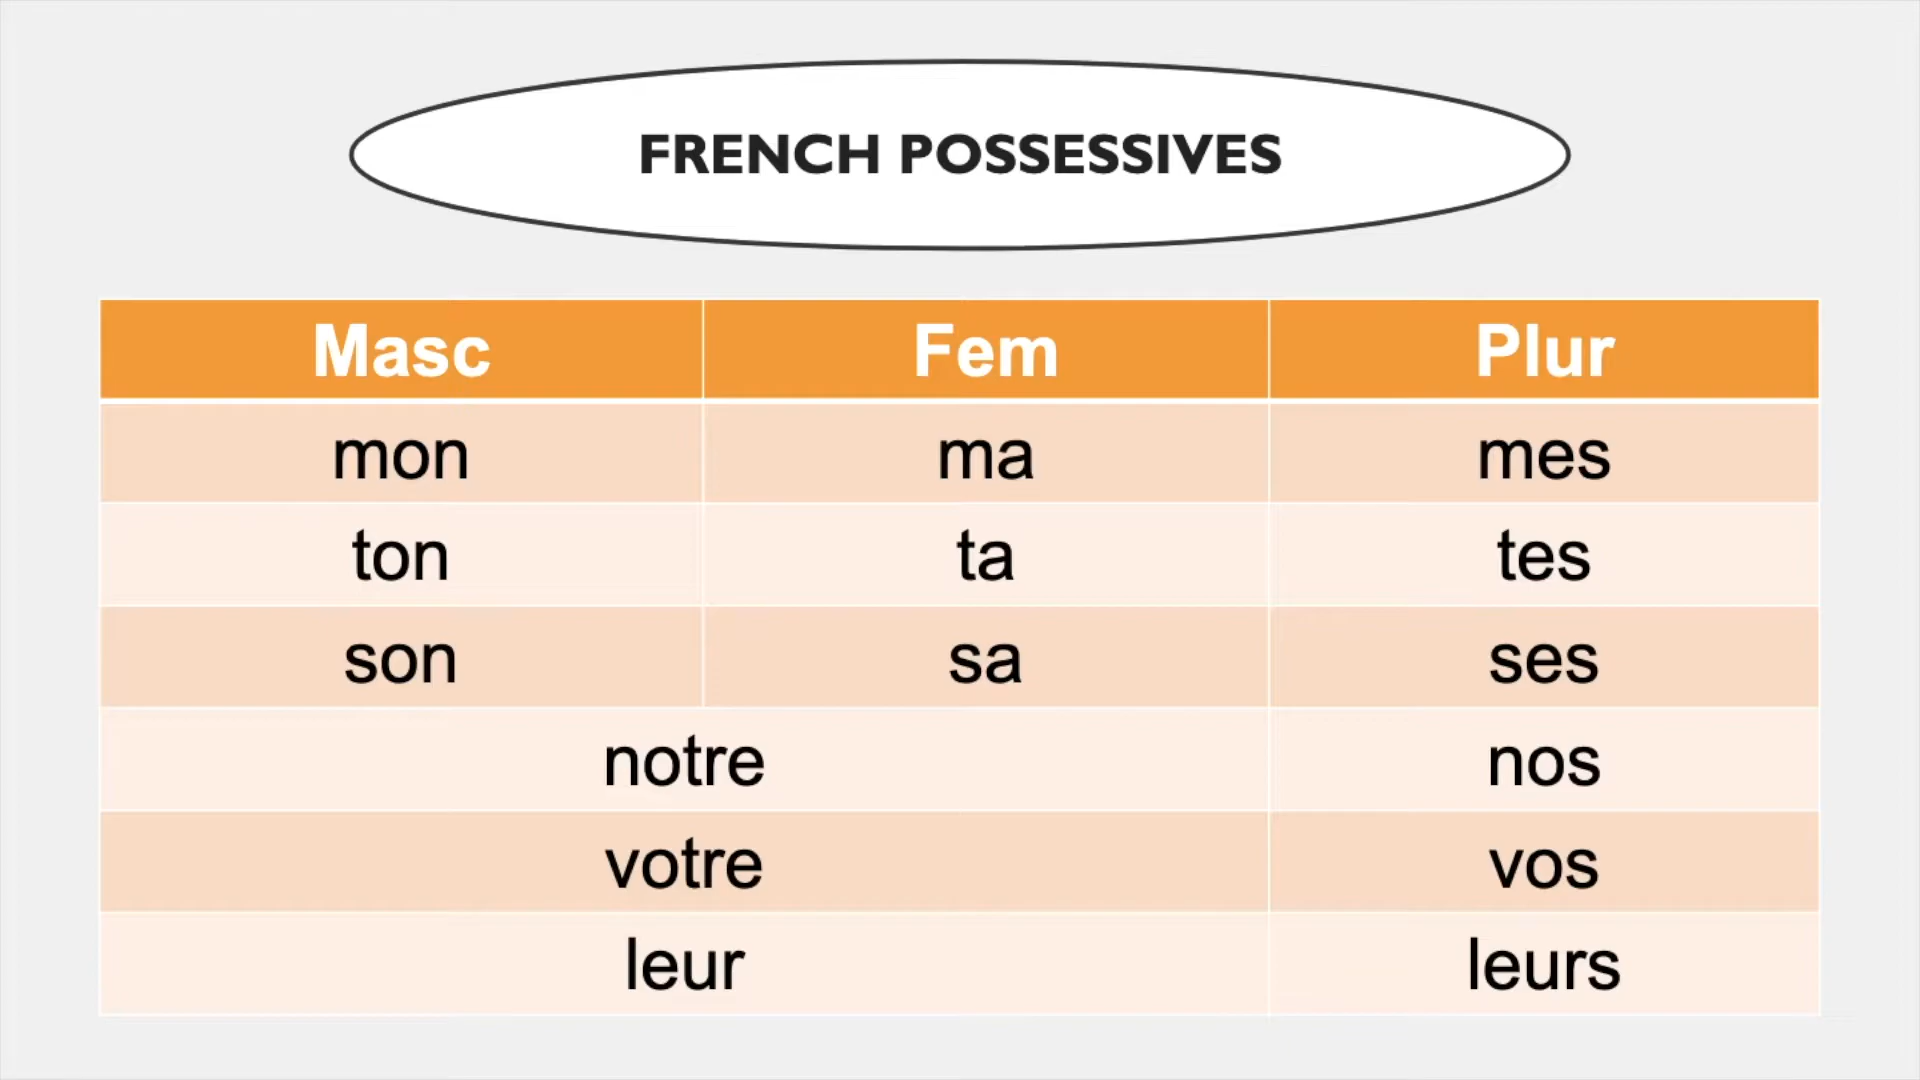 FRENCH POSSESSIVES
Masc Fem Plur
mon ma mes
ton ta tes
son sa ses
notre nos
votre vos
leur leurs